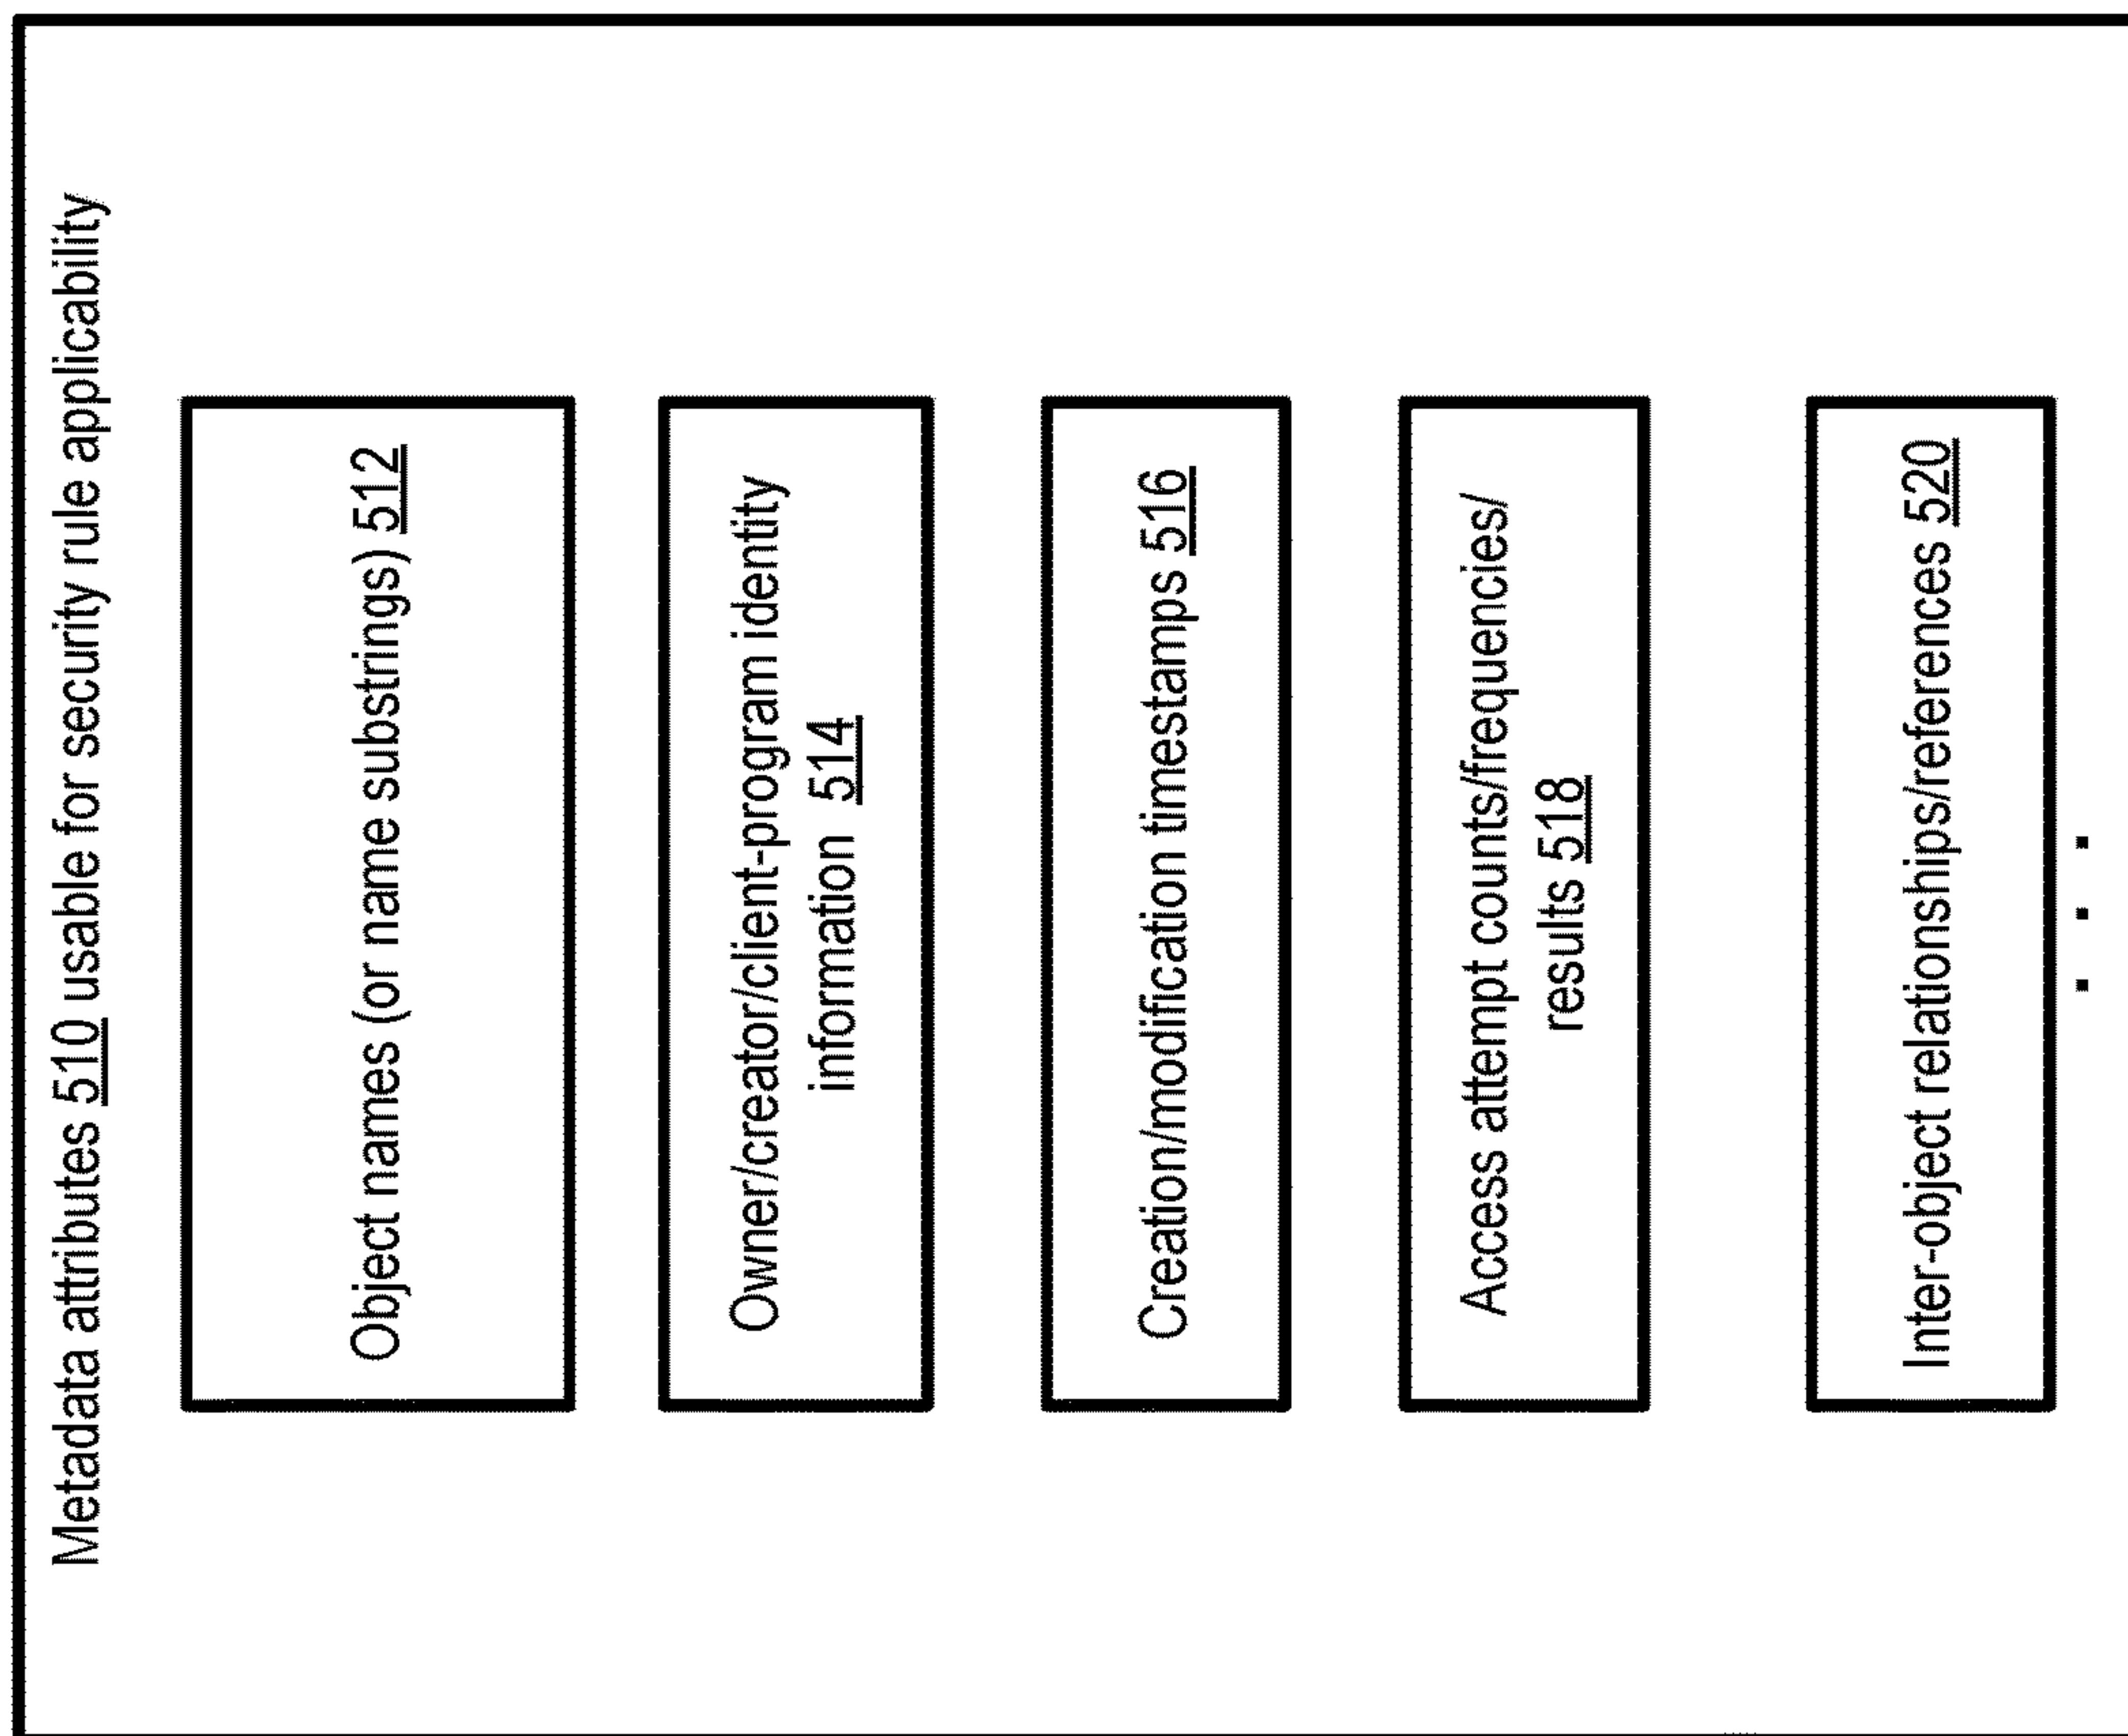 Metadata attributes 510 usable for security rule applicability
Object names (or name substrings) 512
Owner/creator/client-program identity
information 514
Creation/modification timestamps 516
Access attempt counts/frequencies/
results 518
Inter-object relationships/references 520
. . .